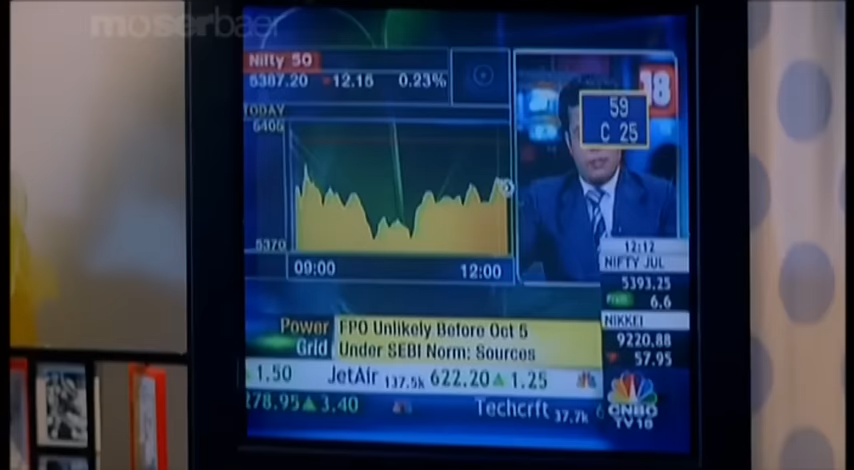 moserbaer
Nifty 50
5387.20 12.15 0.23%
TODAY
5405
5370
09:00 12:00
18
59
C 25
12:12
NIFTY JUL
5393.25
6.6
NIKKEI
9220.88
57.95
Power
Grid
FPO Unlikely Before Oct 5
Under SEBI Norm: Sources
1.50 JetAir 137.5k 622.20 ▲ 1.25
278.95 ▲ 3.40 Techcrft 37.7k 6
CNBC
TV18